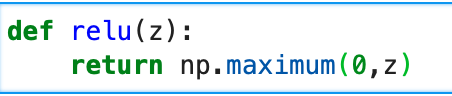 def relu(z):
    return np.maximum(0,z)